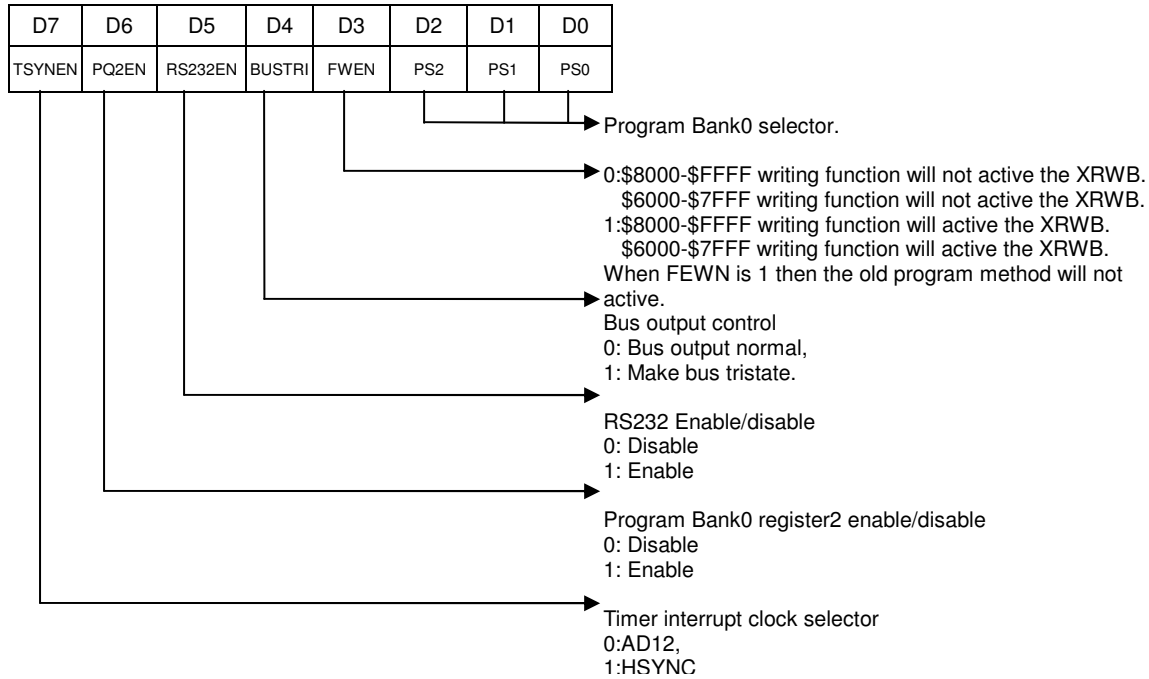 D7 D6 D5 D4 D3 D2 D1 D0
TSYNEN PQ2EN RS232EN BUSTRI FWEN PS2 PS1 PS0
Program Bank0 selector.
0:$8000-$FFFF writing function will not active the XRWB.
$6000-$7FFF writing function will not active the XRWB.
1:$8000-$FFFF writing function will active the XRWB.
$6000-$7FFF writing function will active the XRWB.
When FEWN is 1 then the old program method will not
active.
Bus output control
0: Bus output normal,
1: Make bus tristate.
RS232 Enable/disable
0: Disable
1: Enable
Program Bank0 register2 enable/disable
0: Disable
1: Enable
Timer interrupt clock selector
0:AD12,
1:HSYNC